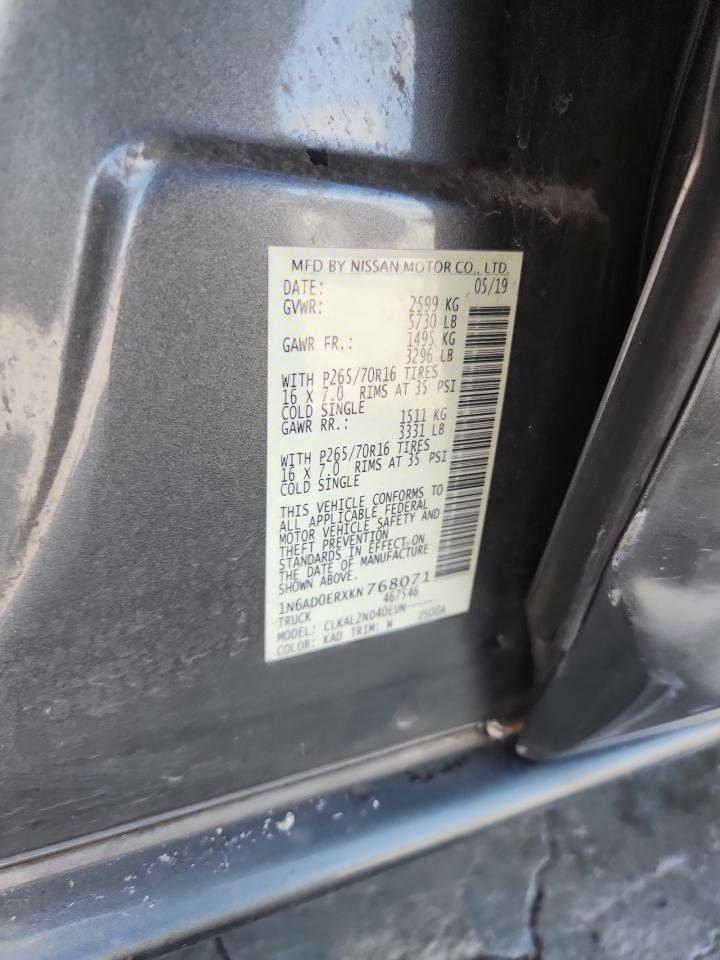 MFD BY NISSAN MOTOR CO., LTD.
DATE: 05/19
GVWR: 2599 KG
5730 LB
GAWR FR.: 1495 KG
3296 LB
WITH P265/70R16 TIRES
16 X 7.0 RIMS AT 35 PSI
COLD SINGLE
GAWR RR.: 1511 KG
3331 LB
WITH P265/70R16 TIRES
16 X 7.0 RIMS AT 35 PSI
COLD SINGLE
THIS VEHICLE CONFORMS TO
ALL APPLICABLE FEDERAL
MOTOR VEHICLE SAFETY AND
THEFT PREVENTION
STANDARDS IN EFFECT ON
THE DATE OF MANUFACTURE
SHOWN ABOVE.
1N6AD0ERXKN768071
TRUCK 467546
MODEL: CLKAL2ND40EUN-----
COLOR: KAD TRIM: W 2500A